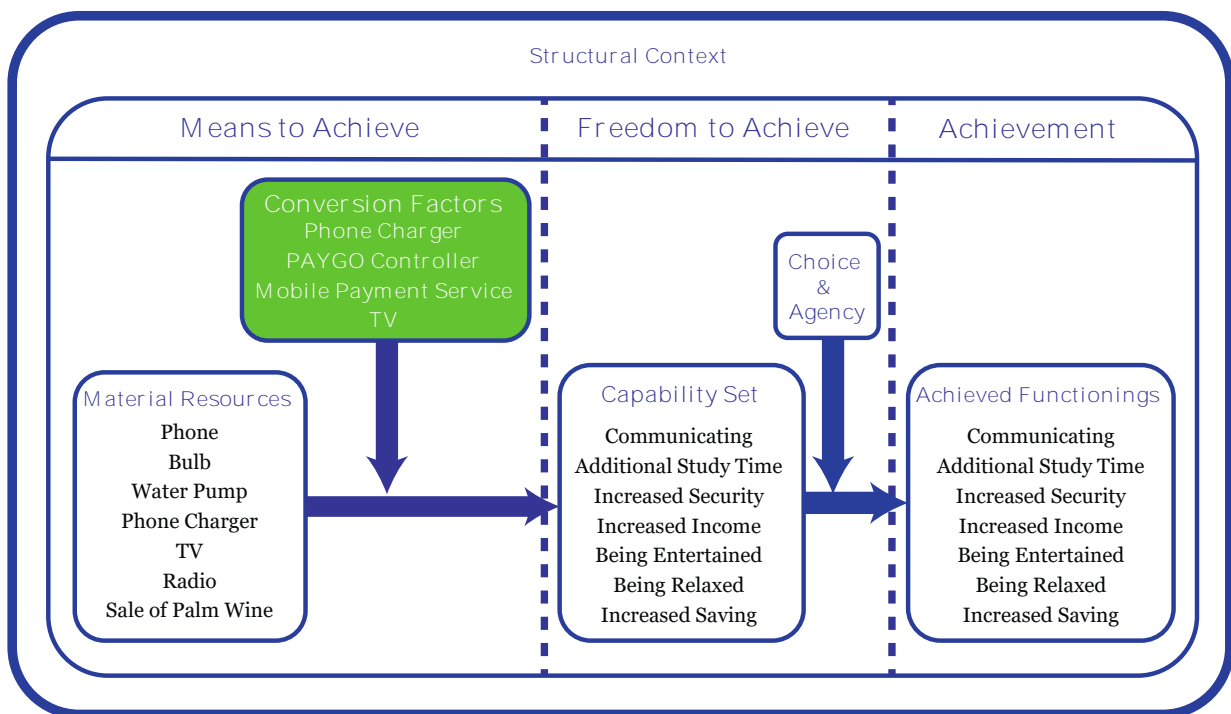 Structural Context
Means to Achieve
Freedom to Achieve
Achievement
Conversion Factors
Phone Charger
PAYGO Controller
Mobile Payment Service
TV
Choice
&
Agency
Material Resources
Phone
Bulb
Water Pump
Phone Charger
TV
Radio
Sale of Palm Wine
Capability Set
Communicating
Additional Study Time
Increased Security
Increased Income
Being Entertained
Being Relaxed
Increased Saving
Achieved Functionings
Communicating
Additional Study Time
Increased Security
Increased Income
Being Entertained
Being Relaxed
Increased Saving